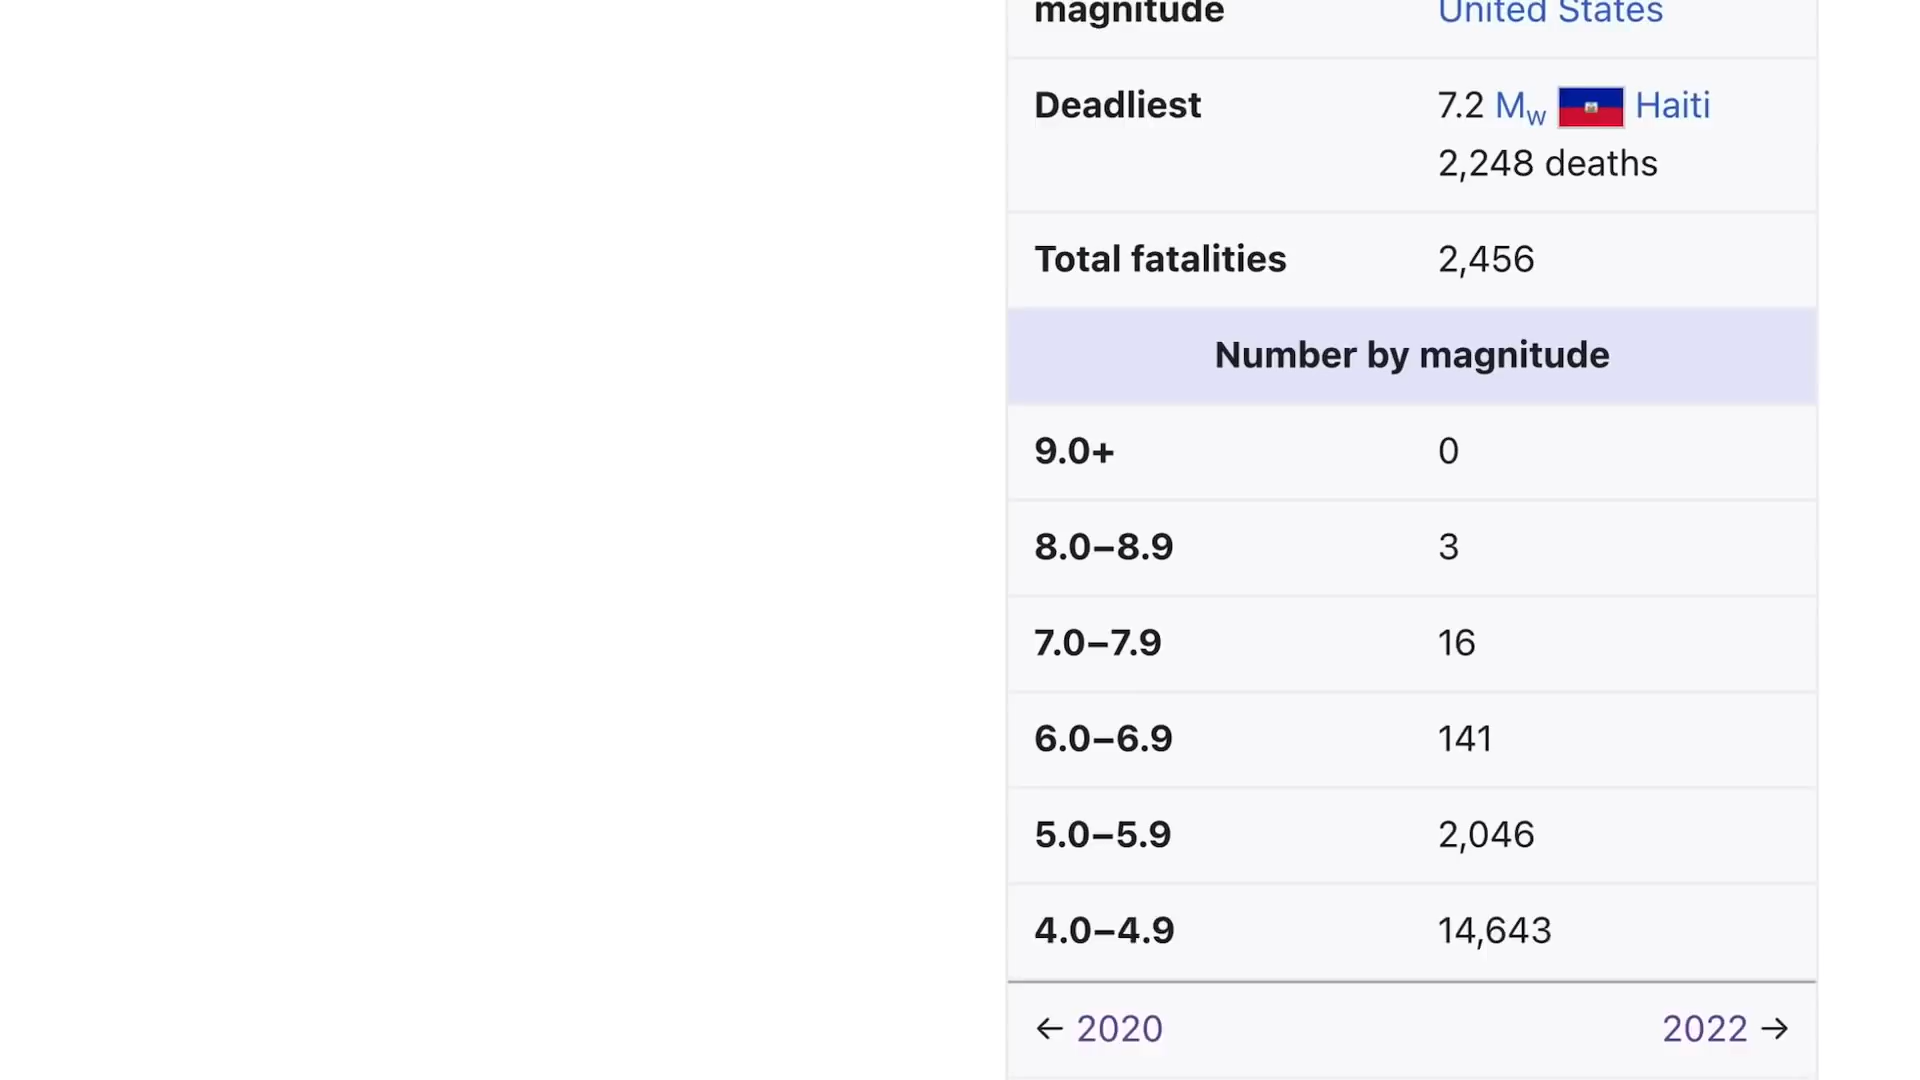 magnitude United States
Deadliest 7.2 Mw Haiti
2,248 deaths
Total fatalities 2,456
Number by magnitude
9.0+ 0
8.0–8.9 3
7.0–7.9 16
6.0–6.9 141
5.0–5.9 2,046
4.0–4.9 14,643
← 2020 2022 →